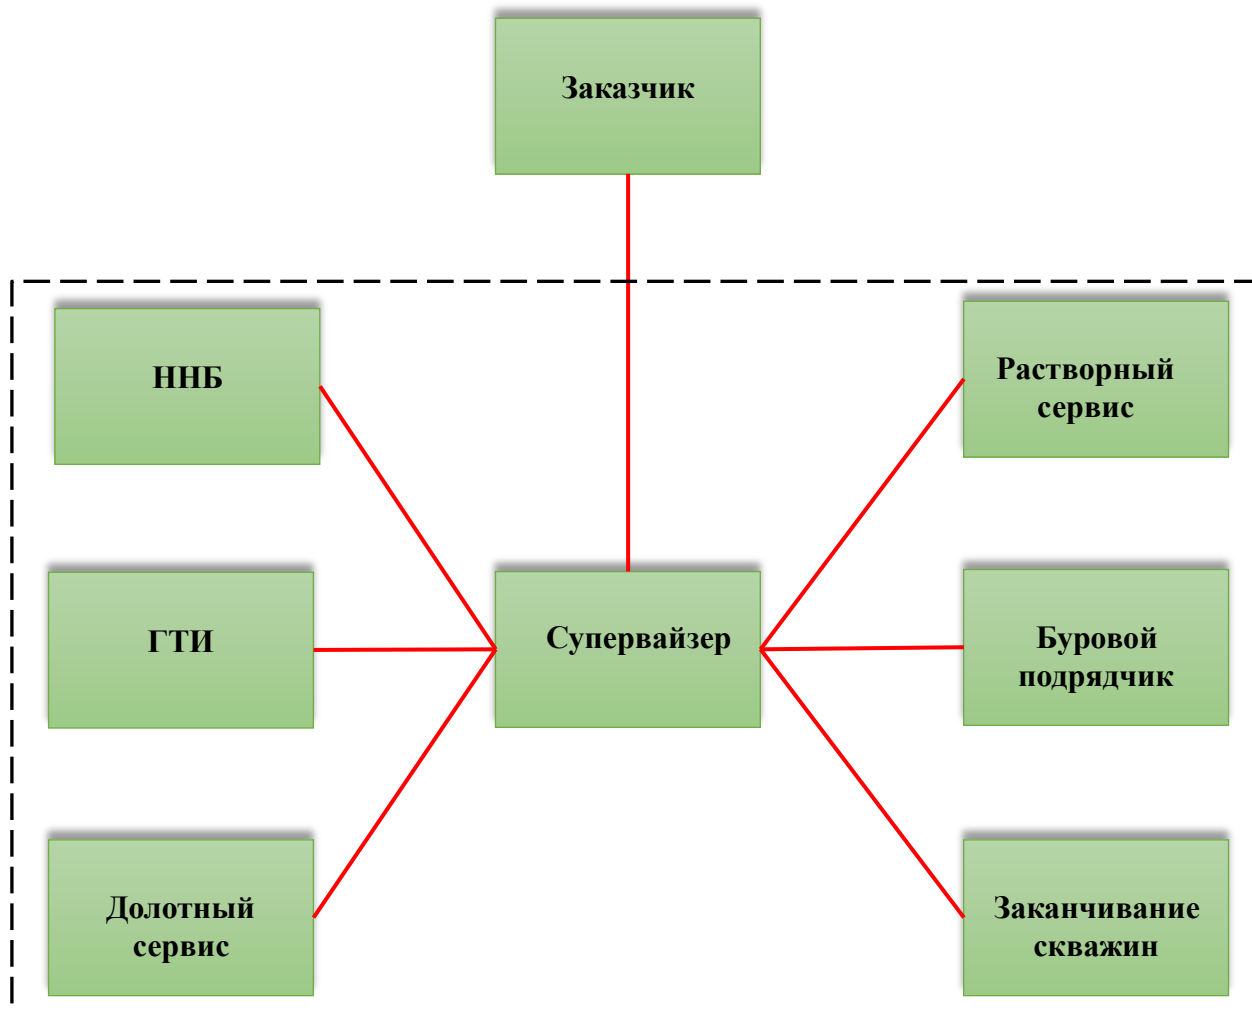 Заказчик
ННБ
Растворный
сервис
ГТИ
Супервайзер
Буровой
подрядчик
Долотный
сервис
Заканчивание
скважин